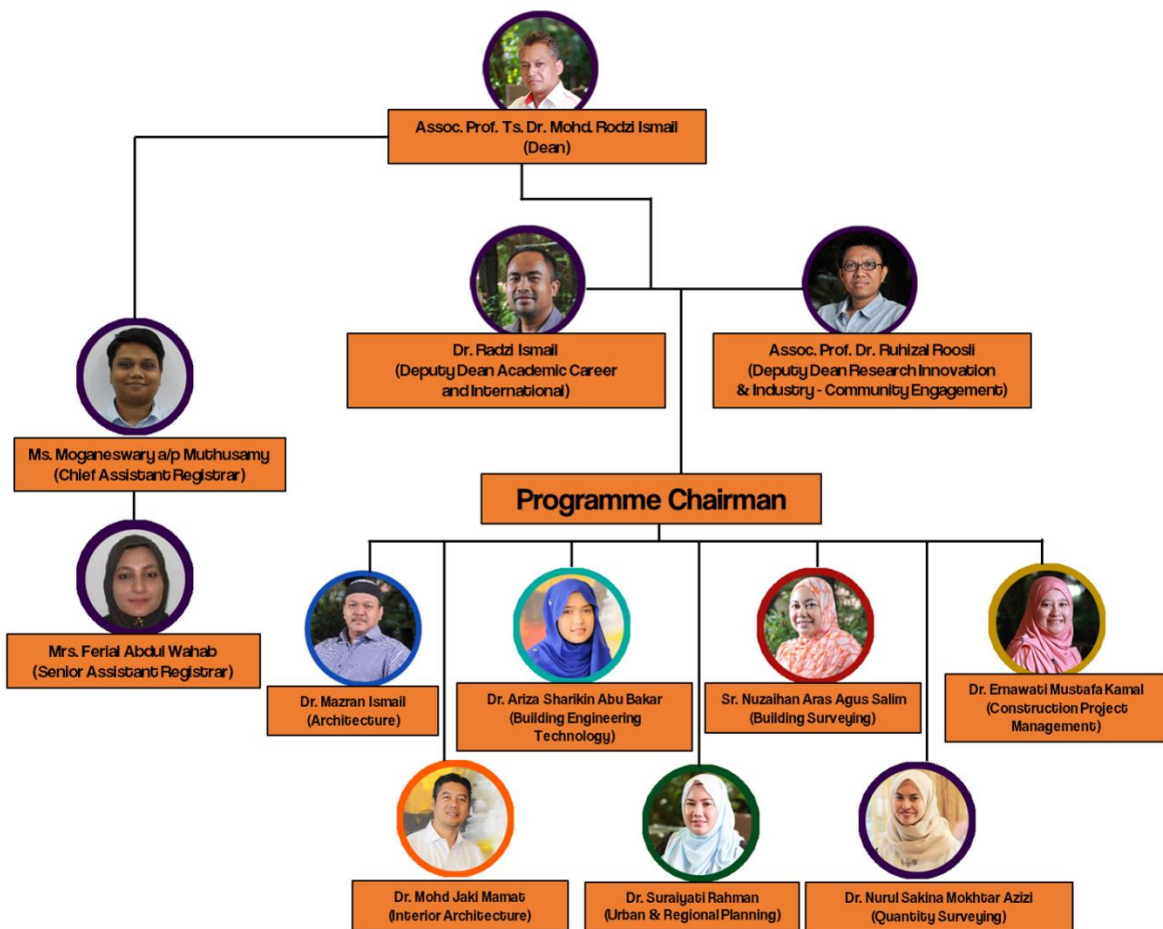 Assoc. Prof. Ts. Dr. Mohd. Rodzi Ismail
(Dean)
Dr. Radzi Ismail
(Deputy Dean Academic Career
and International)
Assoc. Prof. Dr. Ruhizal Roosli
(Deputy Dean Research Innovation
& Industry - Community Engagement)
Ms. Moganeswary a/p Muthusamy
(Chief Assistant Registrar)
Programme Chairman
Mrs. Ferial Abdul Wahab
(Senior Assistant Registrar)
Dr. Mazran Ismail
(Architecture)
Dr. Ariza Sharikin Abu Bakar
(Building Engineering
Technology)
Sr. Nuzaihan Aras Agus Salim
(Building Surveying)
Dr. Ernawati Mustafa Kamal
(Construction Project
Management)
Dr. Mohd Jaki Mamat
(Interior Architecture)
Dr. Suraiyati Rahman
(Urban & Regional Planning)
Dr. Nurul Sakina Mokhtar Azizi
(Quantity Surveying)